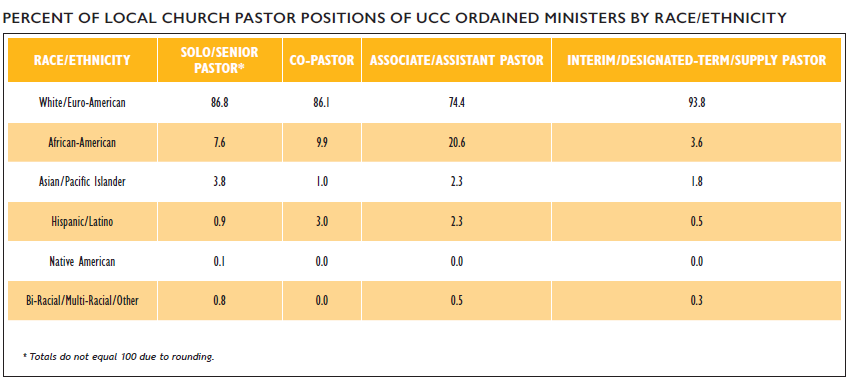 PERCENT OF LOCAL CHURCH PASTOR POSITIONS OF UCC ORDAINED MINISTERS BY RACE/ETHNICITY
RACE/ETHNICITY SOLO/SENIOR PASTOR* CO-PASTOR ASSOCIATE/ASSISTANT PASTOR INTERIM/DESIGNATED-TERM/SUPPLY PASTOR
White/Euro-American 86.8 86.1 74.4 93.8
African-American 7.6 9.9 20.6 3.6
Asian/Pacific Islander 3.8 1.0 2.3 1.8
Hispanic/Latino 0.9 3.0 2.3 0.5
Native American 0.1 0.0 0.0 0.0
Bi-Racial/Multi-Racial/Other 0.8 0.0 0.5 0.3
* Totals do not equal 100 due to rounding.